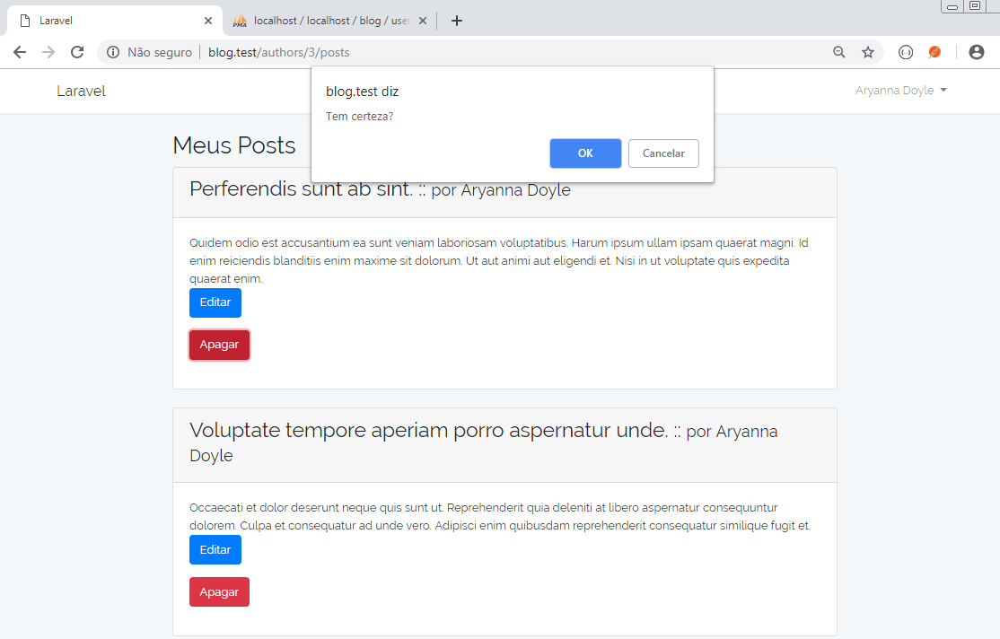 Laravel
PMA localhost / localhost / blog / user
Não seguro | blog.test/authors/3/posts
blog.test diz
Tem certeza?
OK Cancelar
Laravel Aryanna Doyle
Meus Posts
Perferendis sunt ab sint. :: por Aryanna Doyle
Quidem odio est accusantium ea sunt veniam laboriosam voluptatibus. Harum ipsum ullam ipsam quaerat magni. Id
enim reiciendis blanditiis enim maxime sit dolorum. Ut aut animi aut eligendi et. Nisi in ut voluptate quis expedita
quaerat enim.
Editar
Apagar
Voluptate tempore aperiam porro aspernatur unde. :: por Aryanna
Doyle
Occaecati et dolor deserunt neque quis sunt ut. Reprehenderit quia deleniti at libero aspernatur consequuntur
dolorem. Culpa et consequatur ad unde vero. Adipisci enim quibusdam reprehenderit consequatur similique fugit et.
Editar
Apagar